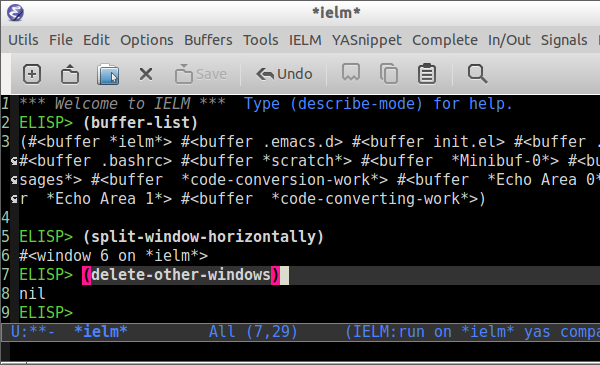 *ielm*
Utils File Edit Options Buffers Tools IELM YASnippet Complete In/Out Signals
Save Undo
1 *** Welcome to IELM ***  Type (describe-mode) for help.
2 ELISP> (buffer-list)
3 (#<buffer *ielm*> #<buffer .emacs.d> #<buffer init.el> #<buffer .
#<buffer .bashrc> #<buffer *scratch*> #<buffer  *Minibuf-0*> #<bu
sages*> #<buffer  *code-conversion-work*> #<buffer  *Echo Area 0*
r  *Echo Area 1*> #<buffer  *code-converting-work*>)
4
5 ELISP> (split-window-horizontally)
6 #<window 6 on *ielm*>
7 ELISP> (delete-other-windows)
8 nil
9 ELISP>
U:**-  *ielm*         All (7,29)     (IELM:run on *ielm* yas compa